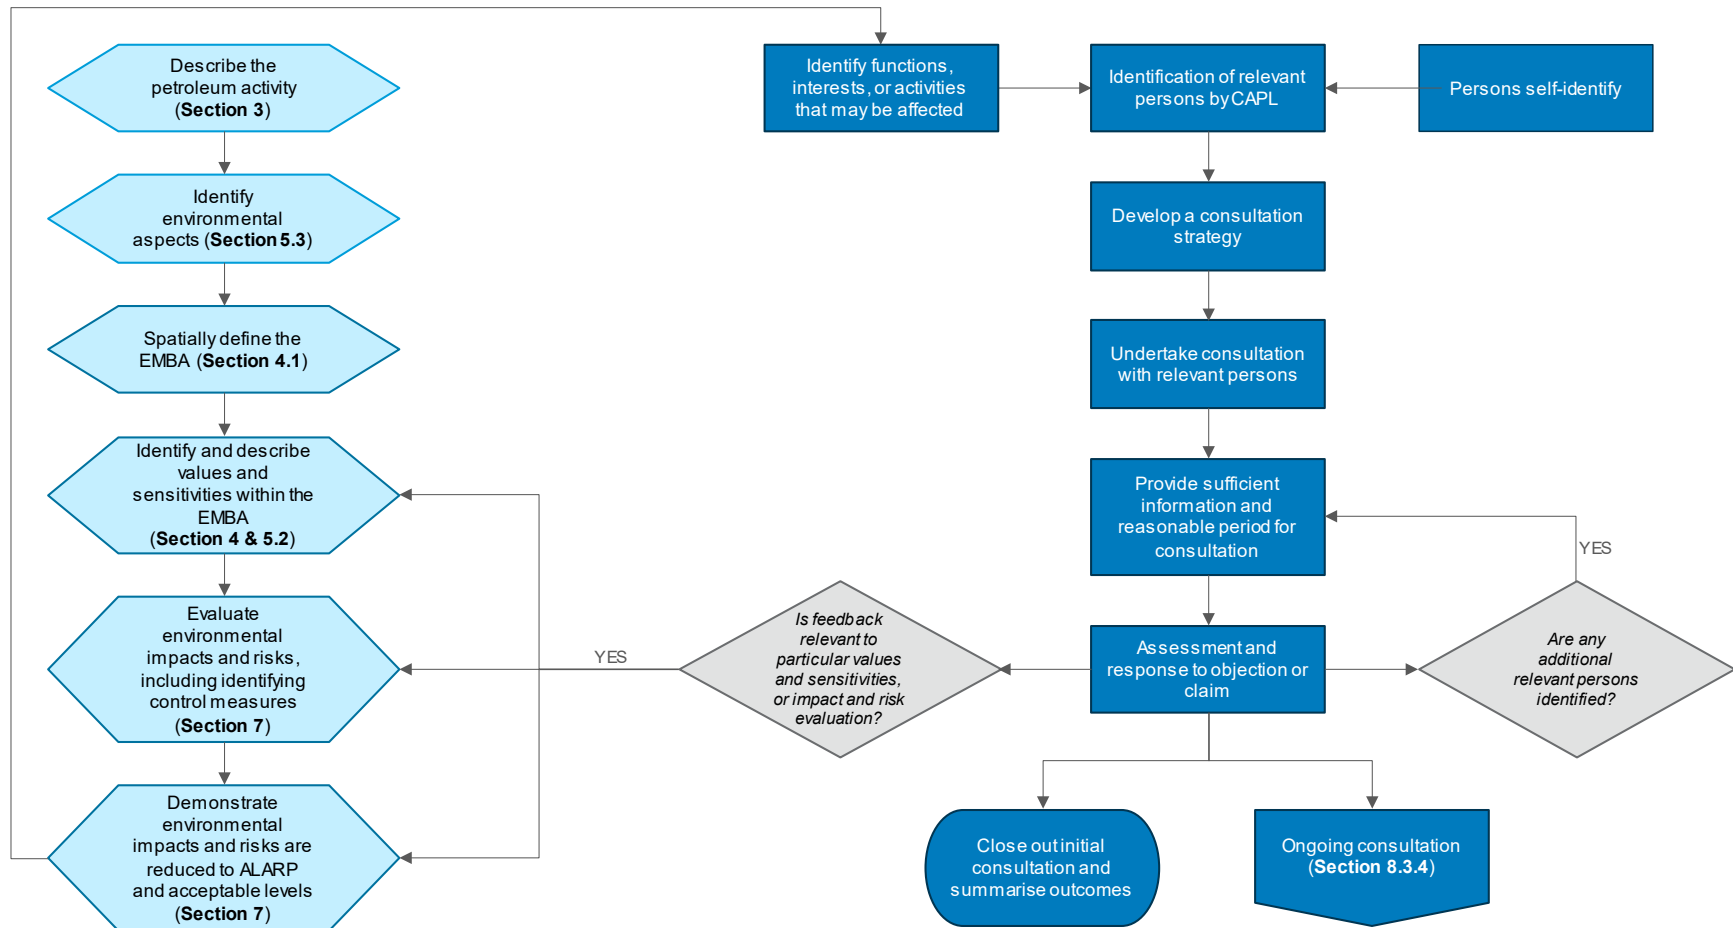 Describe the
petroleum activity
(Section 3)
Identify
environmental
aspects (Section 5.3)
Spatially define the
EMBA (Section 4.1)
Identify and describe
values and
sensitivities within the
EMBA
(Section 4 & 5.2)
Evaluate
environmental
impacts and risks,
including identifying
control measures
(Section 7)
Demonstrate
environmental
impacts and risks are
reduced to ALARP
and acceptable levels
(Section 7)
Identify functions,
interests, or activities
that may be affected
Identification of relevant
persons by CAPL
Persons self-identify
Develop a consultation
strategy
Undertake consultation
with relevant persons
Provide sufficient
information and
reasonable period for
consultation
YES
Is feedback
relevant to
particular values
and sensitivities,
or impact and risk
evaluation?
YES
Assessment and
response to objection or
claim
Are any
additional
relevant persons
identified?
Close out initial
consultation and
summarise outcomes
Ongoing consultation
(Section 8.3.4)